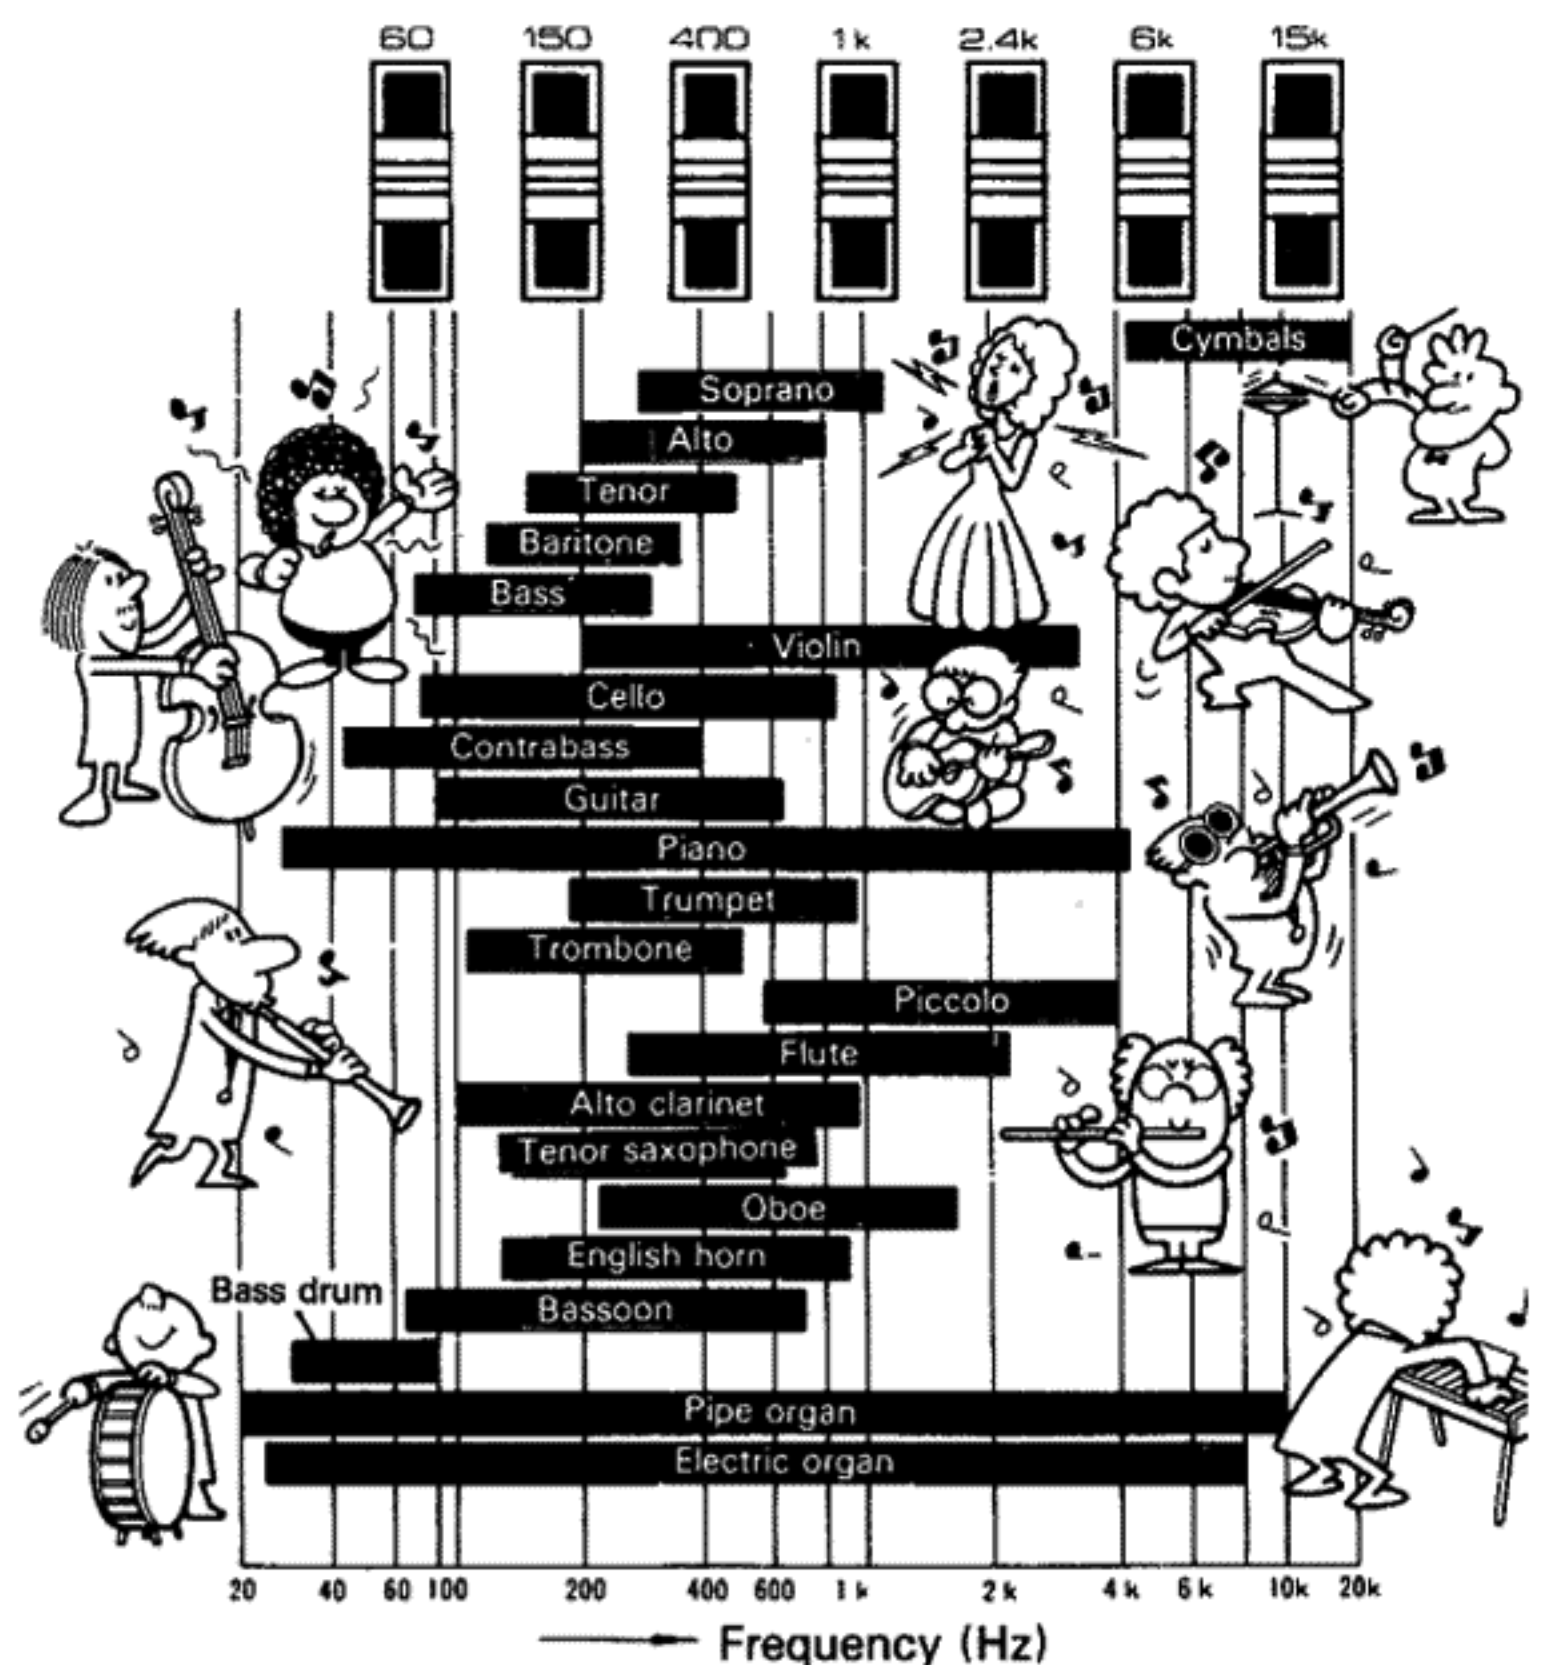 60 150 400 1k 2.4k 6k 15k
Cymbals
Soprano
Alto
Tenor
Baritone
Bass
Violin
Cello
Contrabass
Guitar
Piano
Trumpet
Trombone
Piccolo
Flute
Alto clarinet
Tenor saxophone
Oboe
English horn
Bass drum
Bassoon
Pipe organ
Electric organ
20 40 60 100 200 400 600 1k 2k 4k 6k 10k 20k
Frequency (Hz)